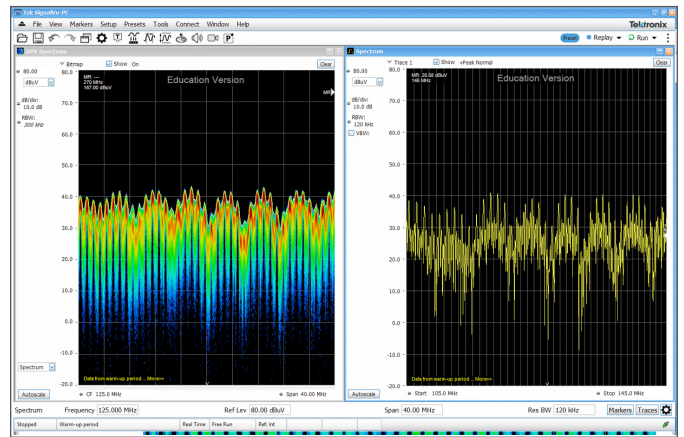 Tek SignalVu-PC
File View Markers Setup Presets Tools Connect Window Help
Tektronix
Preset Replay Run
DPX Spectrum
Bitmap Show On Clear
80.00
dBuV
dB/div:
10.0 dB
RBW:
300 kHz
80.0
70.0
60.0
50.0
40.0
30.0
20.0
10.0
0.0
-10.0
-20.0
MR: ---
270 MHz
167.00 dBuV
Education Version
MR
Data from warm-up period ...More>>
Spectrum
Autoscale
CF 125.0 MHz
Span 40.00 MHz
Spectrum
Trace 1 Show +Peak Normal Clear
80.00
dBuV
dB/div:
10.0 dB
RBW:
120 kHz
VBW:
80.0
70.0
60.0
50.0
40.0
30.0
20.0
10.0
0.0
-10.0
-20.0
MR: 26.58 dBuV
146 MHz
Education Version
Data from warm-up period ...More>>
Autoscale
Start 105.0 MHz
Stop 145.0 MHz
Spectrum Frequency 125.000 MHz Ref Lev 80.00 dBuV Span 40.00 MHz Res BW 120 kHz Markers Traces
Stopped Warm-up period Real Time Free Run Ref: Int